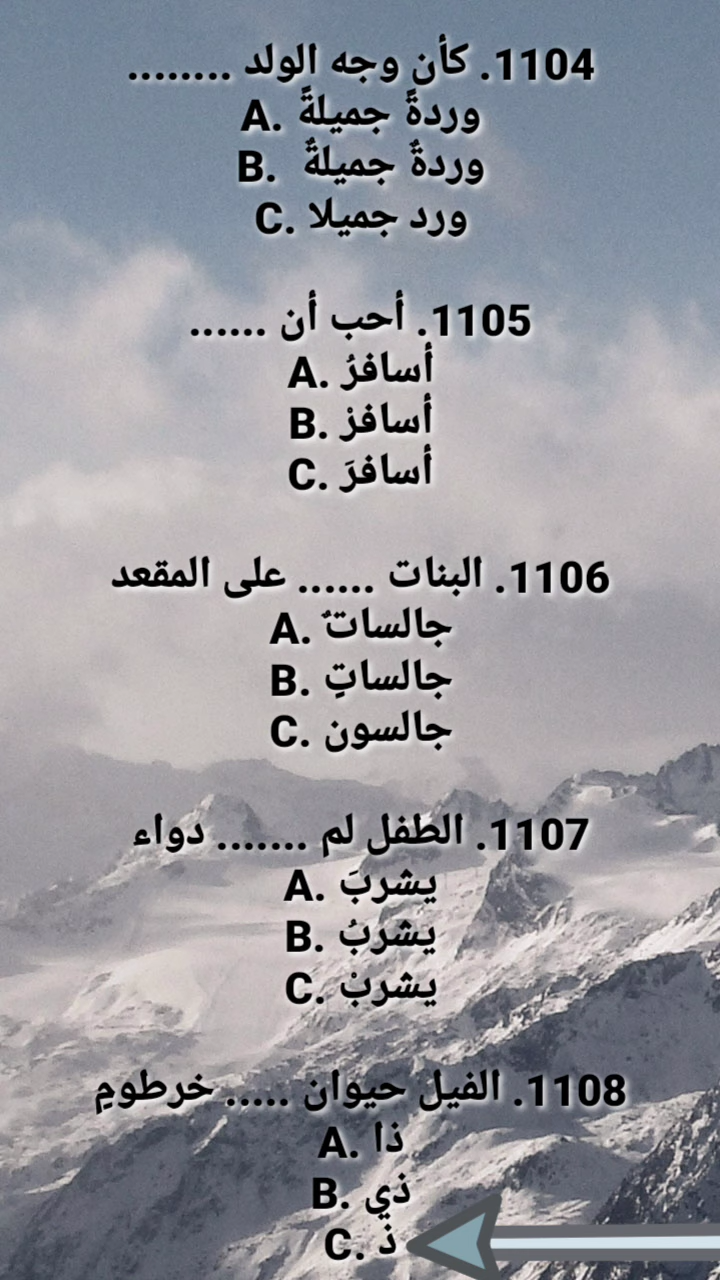 1104. كأن وجه الولد ........
A. وردةً جميلةً
B. وردةٌ جميلةٌ
C. ورد جميلا
1105. أحب أن ......
A. أسافرُ
B. أسافرْ
C. أسافرَ
1106. البنات ...... على المقعد
A. جالساتٌ
B. جالساتٍ
C. جالسون
1107. الطفل لم ....... دواء
A. يشربَ
B. يشربُ
C. يشربْ
1108. الفيل حيوان ..... خرطومٍ
A. ذا
B. ذي
C. ذ